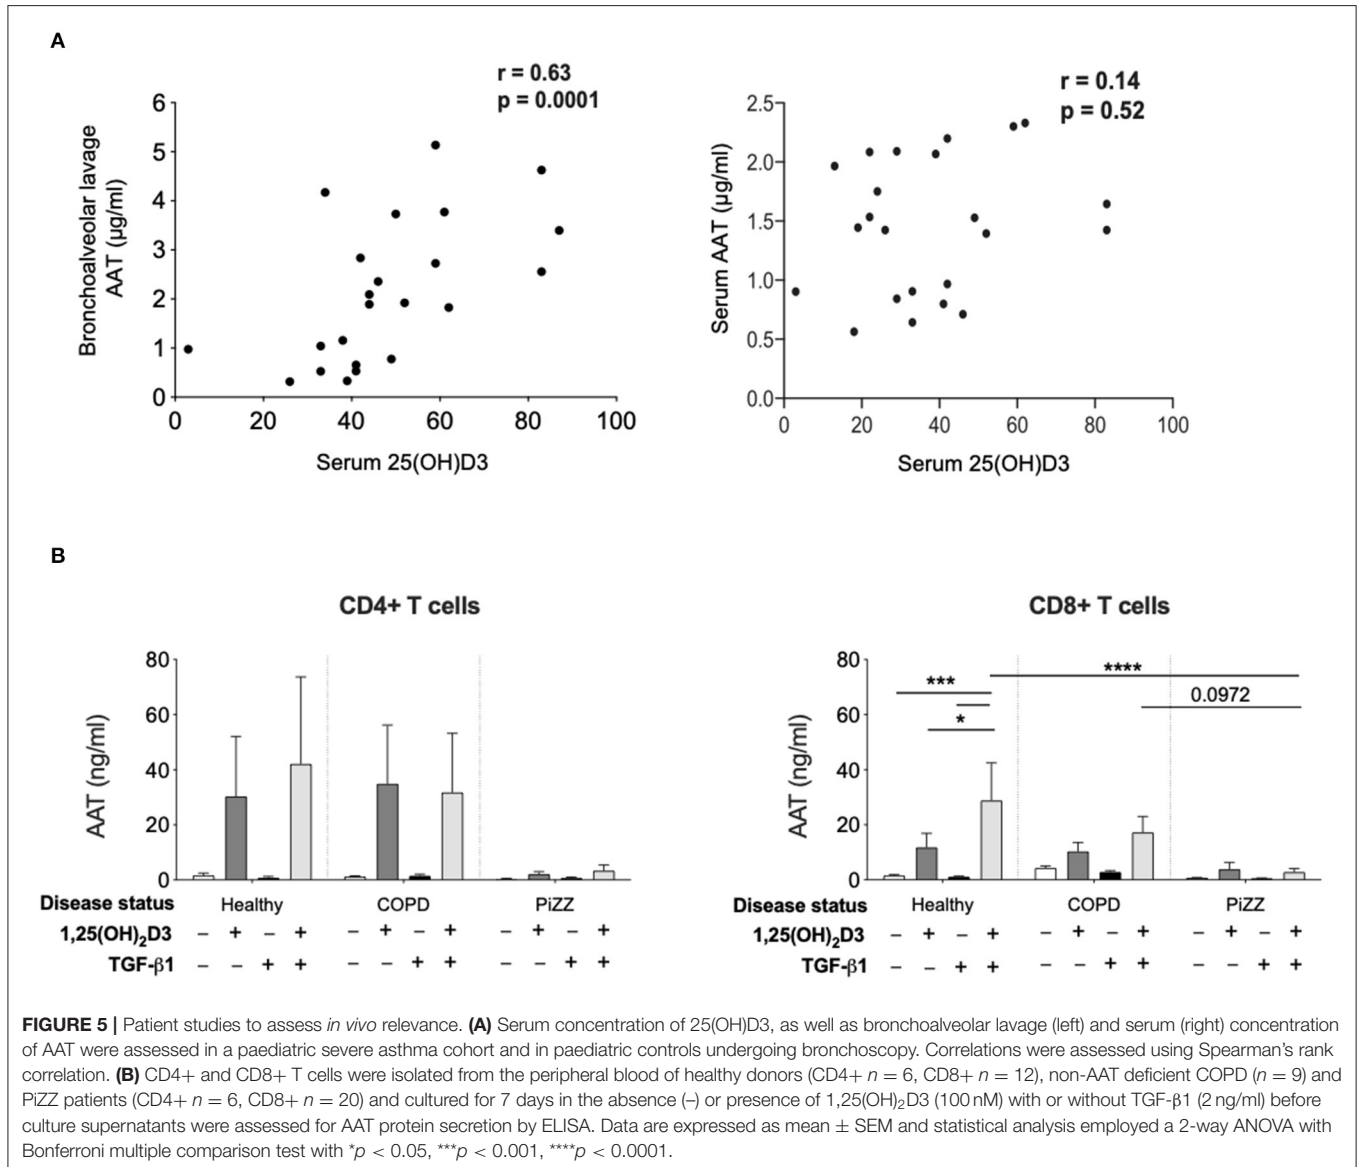 A
r = 0.63
p = 0.0001
6
5
4
3
2
1
0
Bronchoalveolar lavage
AAT (µg/ml)
0 20 40 60 80 100
Serum 25(OH)D3
r = 0.14
p = 0.52
2.5
2.0
1.5
1.0
0.5
0.0
Serum AAT (µg/ml)
0 20 40 60 80 100
Serum 25(OH)D3
B
CD4+ T cells
80
60
40
20
0
AAT (ng/ml)
Disease status Healthy COPD PiZZ
1,25(OH)2D3 – + – + – + – + – + – +
TGF-β1 – – + + – – + + – – + +
CD8+ T cells
80
60
40
20
0
AAT (ng/ml)
****
***
0.0972
*
Disease status Healthy COPD PiZZ
1,25(OH)2D3 – + – + – + – + – + – +
TGF-β1 – – + + – – + + – – + +
FIGURE 5 | Patient studies to assess in vivo relevance. (A) Serum concentration of 25(OH)D3, as well as bronchoalveolar lavage (left) and serum (right) concentration
of AAT were assessed in a paediatric severe asthma cohort and in paediatric controls undergoing bronchoscopy. Correlations were assessed using Spearman's rank
correlation. (B) CD4+ and CD8+ T cells were isolated from the peripheral blood of healthy donors (CD4+ n = 6, CD8+ n = 12), non-AAT deficient COPD (n = 9) and
PiZZ patients (CD4+ n = 6, CD8+ n = 20) and cultured for 7 days in the absence (–) or presence of 1,25(OH)2D3 (100 nM) with or without TGF-β1 (2 ng/ml) before
culture supernatants were assessed for AAT protein secretion by ELISA. Data are expressed as mean ± SEM and statistical analysis employed a 2-way ANOVA with
Bonferroni multiple comparison test with *p < 0.05, ***p < 0.001, ****p < 0.0001.